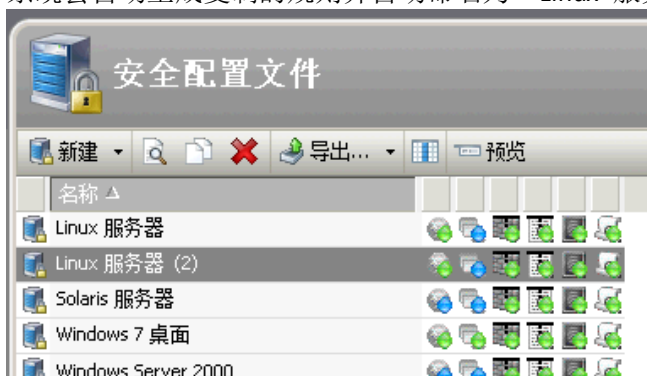 安全配置文件
新建 导出... 预览
名称
Linux 服务器
Linux 服务器 (2)
Solaris 服务器
Windows 7 桌面
Windows Server 2000